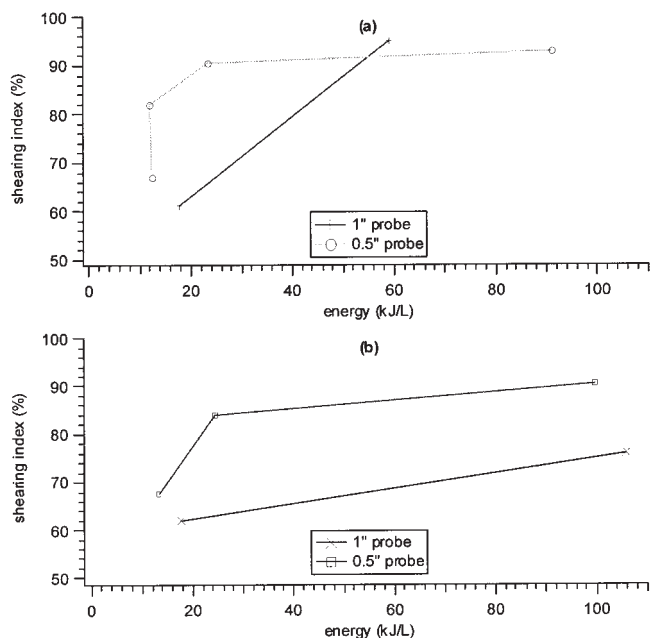 (a)
100
90
80
70
60
50
shearing index (%)
1" probe
0.5" probe
0 20 40 60 80 100
energy (kJ/L)
(b)
100
90
80
70
60
50
shearing index (%)
1" probe
0.5" probe
0 20 40 60 80 100
energy (kJ/L)